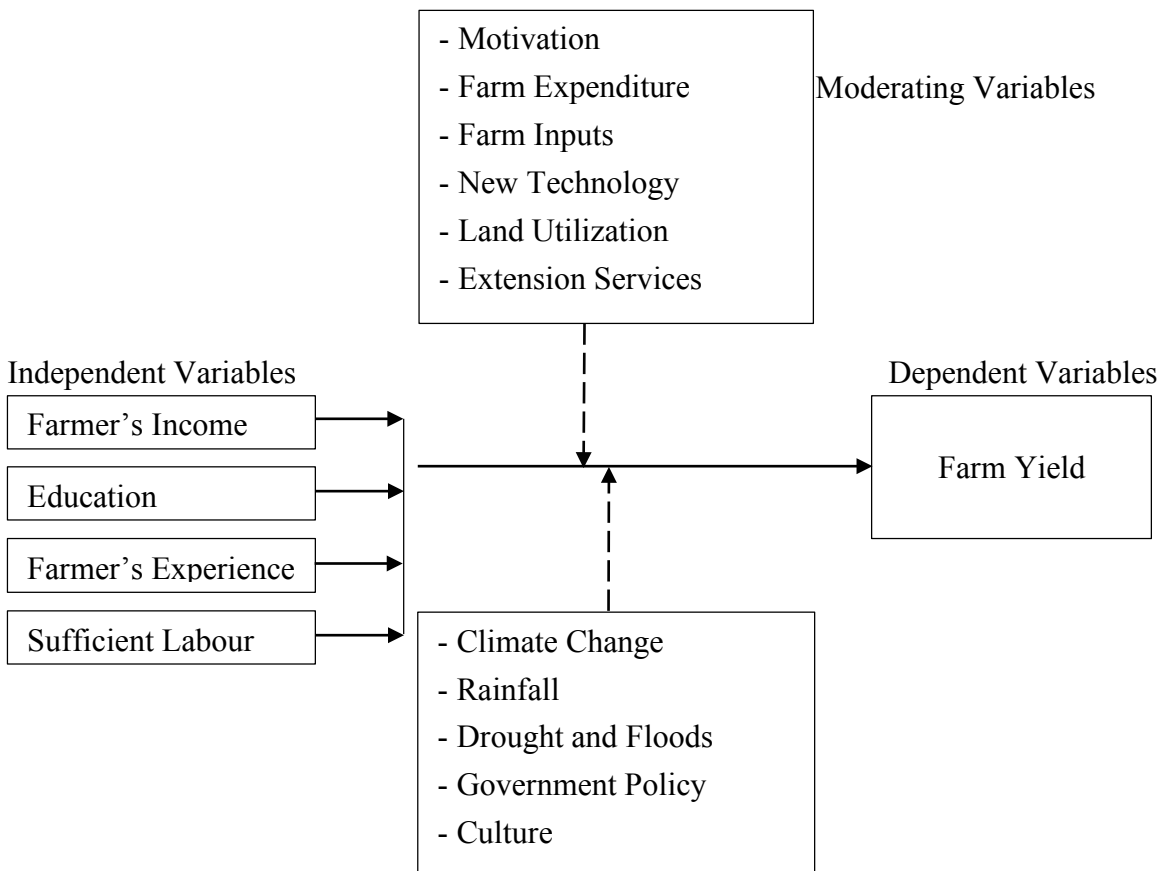 - Motivation
- Farm Expenditure
- Farm Inputs
- New Technology
- Land Utilization
- Extension Services
Moderating Variables
Independent Variables
Farmer’s Income
Education
Farmer’s Experience
Sufficient Labour
Dependent Variables
Farm Yield
- Climate Change
- Rainfall
- Drought and Floods
- Government Policy
- Culture